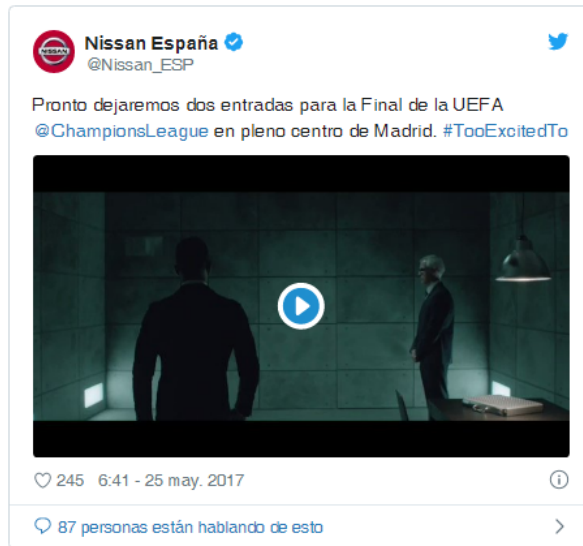 Nissan España
@Nissan_ESP
Pronto dejaremos dos entradas para la Final de la UEFA
@ChampionsLeague en pleno centro de Madrid. #TooExcitedTo
245 6:41 - 25 may. 2017
87 personas están hablando de esto